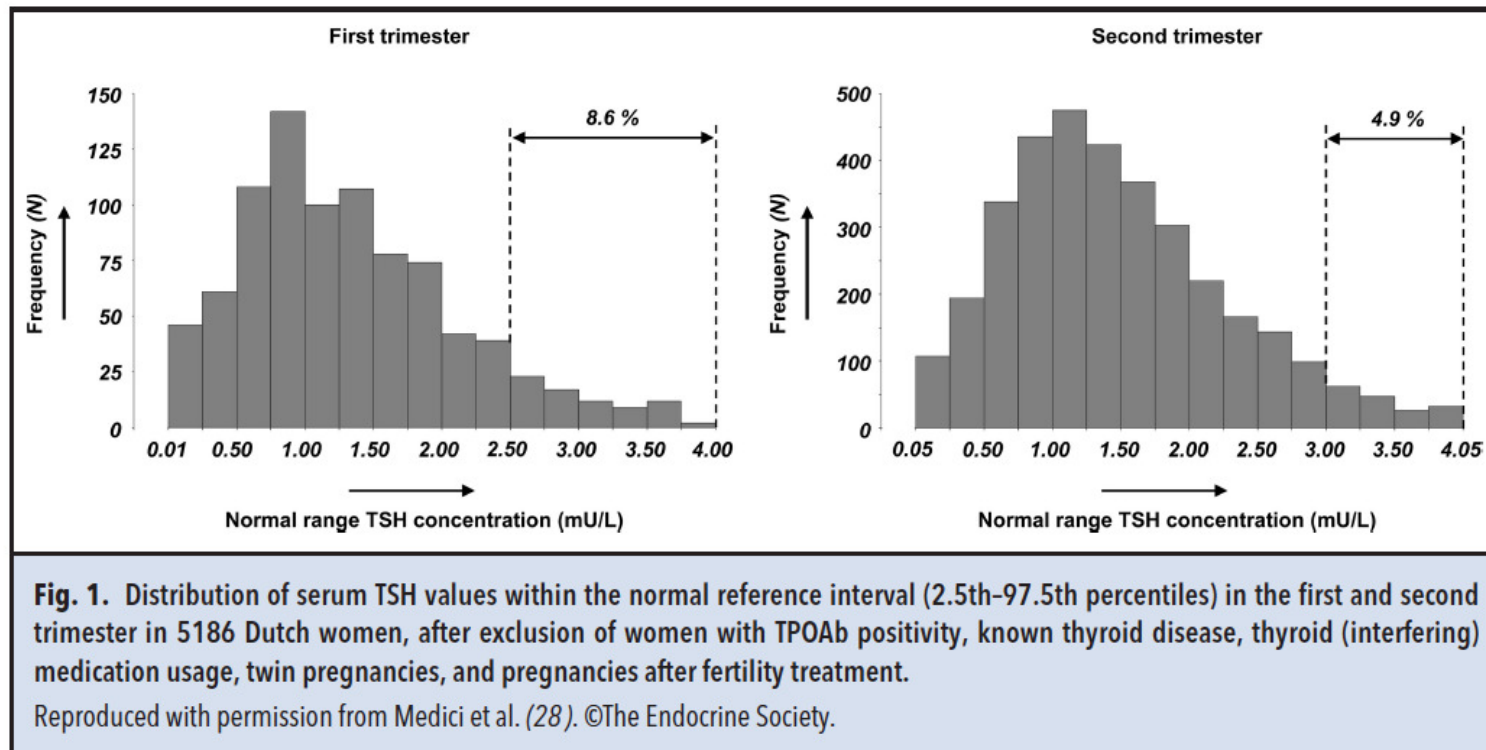 First trimester
150
125
100
75
50
25
0
Frequency (N)
8.6 %
0.01 0.50 1.00 1.50 2.00 2.50 3.00 3.50 4.00
Normal range TSH concentration (mU/L)
Second trimester
500
400
300
200
100
0
Frequency (N)
4.9 %
0.05 0.50 1.00 1.50 2.00 2.50 3.00 3.50 4.05
Normal range TSH concentration (mU/L)
Fig. 1. Distribution of serum TSH values within the normal reference interval (2.5th–97.5th percentiles) in the first and second
trimester in 5186 Dutch women, after exclusion of women with TPOAb positivity, known thyroid disease, thyroid (interfering)
medication usage, twin pregnancies, and pregnancies after fertility treatment.
Reproduced with permission from Medici et al. (28). ©The Endocrine Society.